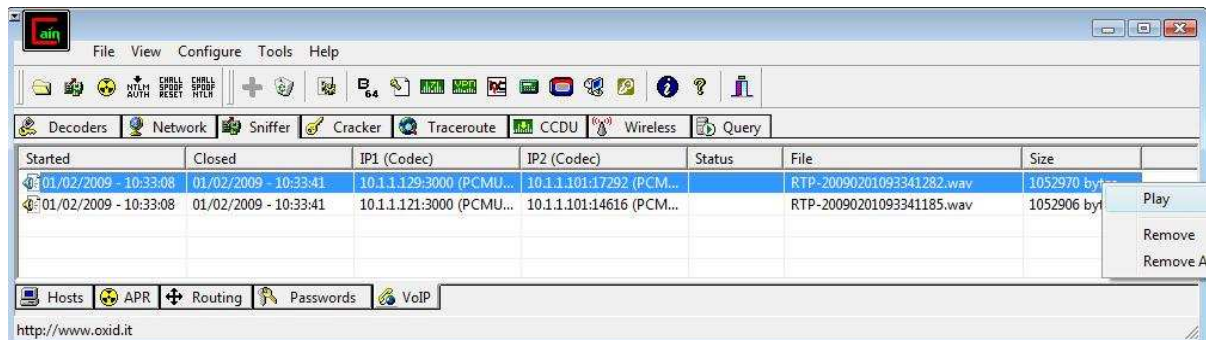 aín
File View Configure Tools Help
NTLM AUTH CHALL SPOOF RESET CHALL SPOOF NTLM B64
Decoders Network Sniffer Cracker Traceroute CCDU Wireless Query
Started Closed IP1 (Codec) IP2 (Codec) Status File Size
01/02/2009 - 10:33:08 01/02/2009 - 10:33:41 10.1.1.129:3000 (PCMU... 10.1.1.101:17292 (PCM... RTP-20090201093341282.wav 1052970 bytes
01/02/2009 - 10:33:08 01/02/2009 - 10:33:41 10.1.1.121:3000 (PCMU... 10.1.1.101:14616 (PCM... RTP-20090201093341185.wav 1052906 byt
Play
Remove
Remove A
Hosts APR Routing Passwords VoIP
http://www.oxid.it